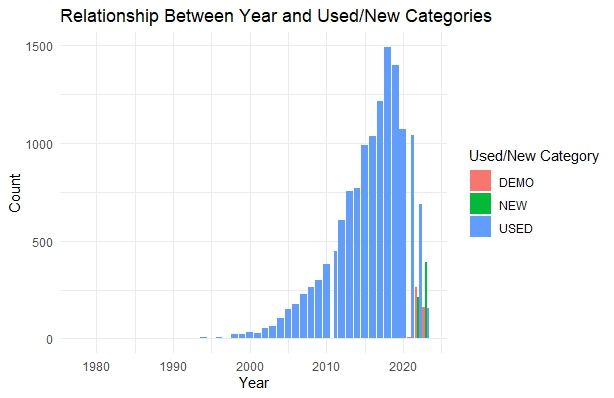 Relationship Between Year and Used/New Categories
1500
1000
500
0
Count
1980
1990
2000
2010
2020
Year
Used/New Category
DEMO
NEW
USED